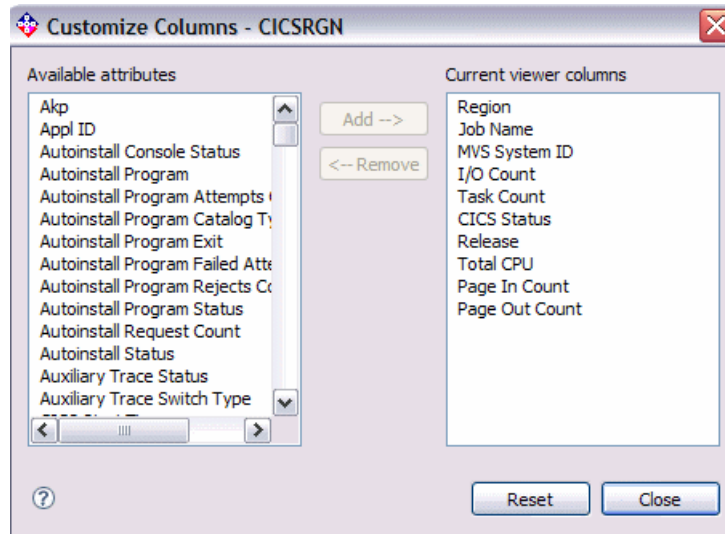 Customize Columns - CICSRGN
Available attributes
Akp
Appl ID
Autoinstall Console Status
Autoinstall Program
Autoinstall Program Attempts
Autoinstall Program Catalog
Autoinstall Program Exit
Autoinstall Program Failed
Autoinstall Program Rejects
Autoinstall Program Status
Autoinstall Request Count
Autoinstall Status
Auxiliary Trace Status
Auxiliary Trace Switch Type
Add -->
<-- Remove
Current viewer columns
Region
Job Name
MVS System ID
I/O Count
Task Count
CICS Status
Release
Total CPU
Page In Count
Page Out Count
?
Reset
Close